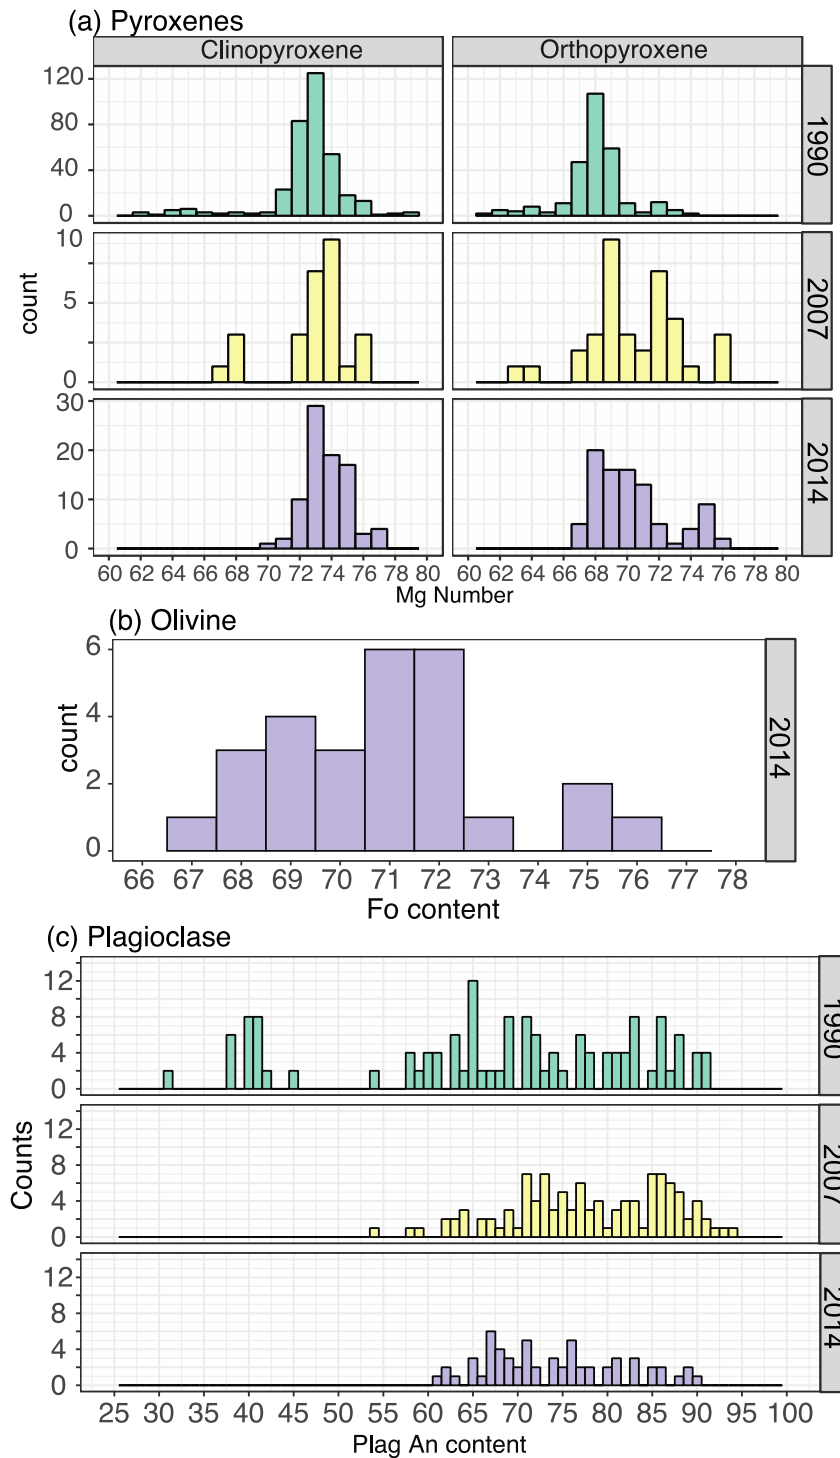 (a) Pyroxenes
Clinopyroxene
Orthopyroxene
120
80
40
0
1990
10
5
0
2007
30
20
10
0
2014
count
60 62 64 66 68 70 72 74 76 78 80
60 62 64 66 68 70 72 74 76 78 80
Mg Number
(b) Olivine
6
4
2
0
count
2014
66 67 68 69 70 71 72 73 74 75 76 77 78
Fo content
(c) Plagioclase
12
8
4
0
1990
12
8
4
0
2007
12
8
4
0
2014
Counts
25 30 35 40 45 50 55 60 65 70 75 80 85 90 95 100
Plag An content